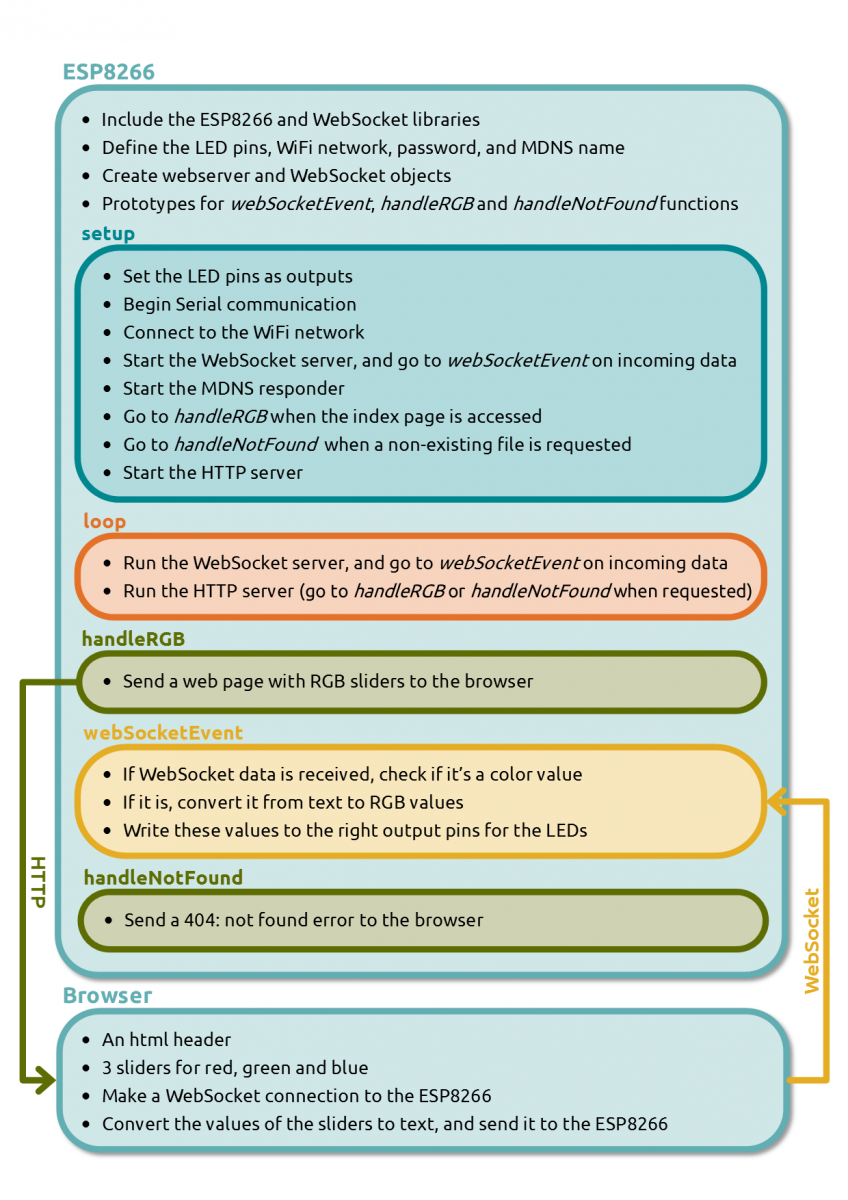 ESP8266
• Include the ESP8266 and WebSocket libraries
• Define the LED pins, WiFi network, password, and MDNS name
• Create webserver and WebSocket objects
• Prototypes for webSocketEvent, handleRGB and handleNotFound functions
setup
• Set the LED pins as outputs
• Begin Serial communication
• Connect to the WiFi network
• Start the WebSocket server, and go to webSocketEvent on incoming data
• Start the MDNS responder
• Go to handleRGB when the index page is accessed
• Go to handleNotFound when a non-existing file is requested
• Start the HTTP server
loop
• Run the WebSocket server, and go to webSocketEvent on incoming data
• Run the HTTP server (go to handleRGB or handleNotFound when requested)
handleRGB
• Send a web page with RGB sliders to the browser
webSocketEvent
• If WebSocket data is received, check if it’s a color value
• If it is, convert it from text to RGB values
• Write these values to the right output pins for the LEDs
handleNotFound
• Send a 404: not found error to the browser
HTTP
WebSocket
Browser
• An html header
• 3 sliders for red, green and blue
• Make a WebSocket connection to the ESP8266
• Convert the values of the sliders to text, and send it to the ESP8266